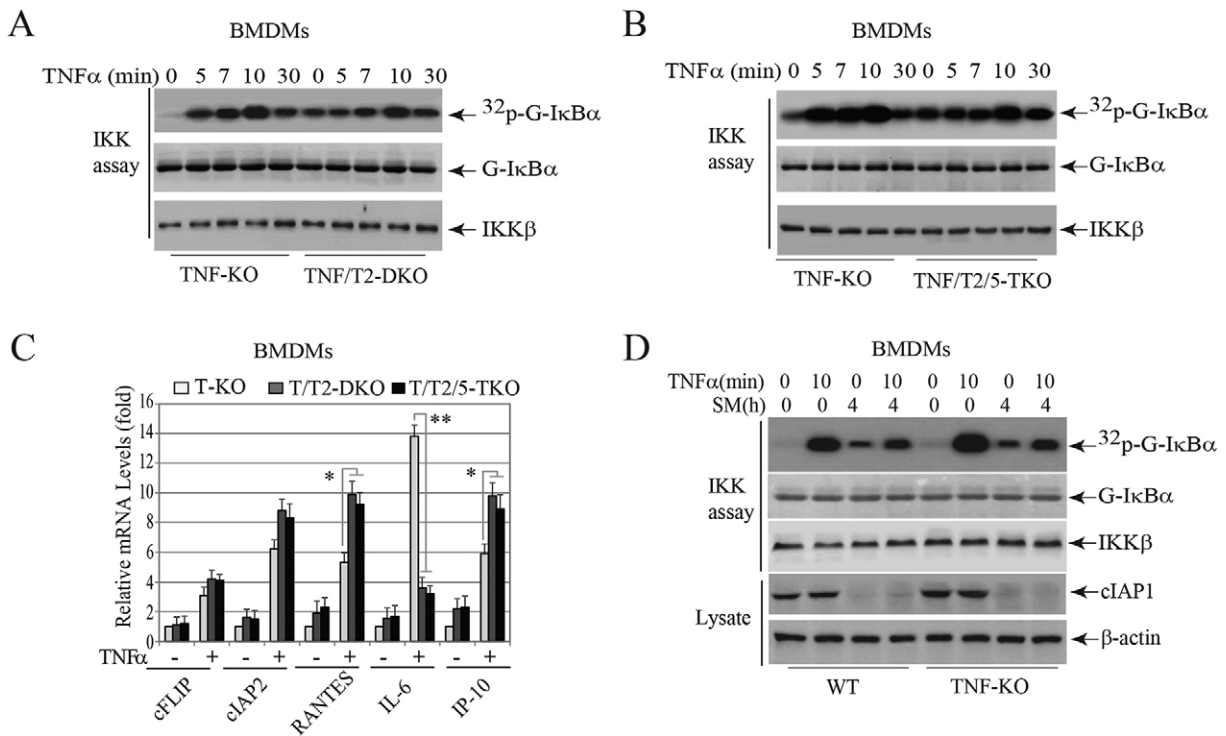 A
BMDMs
TNFα (min) 0 5 7 10 30 0 5 7 10 30
32p-G-IκBα
IKK
assay
G-IκBα
IKKβ
TNF-KO TNF/T2-DKO
B
BMDMs
TNFα (min) 0 5 7 10 30 0 5 7 10 30
32p-G-IκBα
IKK
assay
G-IκBα
IKKβ
TNF-KO TNF/T2/5-TKO
C
BMDMs
T-KO T/T2-DKO T/T2/5-TKO
Relative mRNA Levels (fold)
16
14
12
10
8
6
4
2
0
* ** *
TNFα - + - + - + - + - +
cFLIP cIAP2 RANTES IL-6 IP-10
D
BMDMs
TNFα(min) 0 10 0 10 0 10 0 10
SM(h) 0 0 4 4 0 0 4 4
32p-G-IκBα
IKK
assay
G-IκBα
IKKβ
Lysate
cIAP1
β-actin
WT TNF-KO